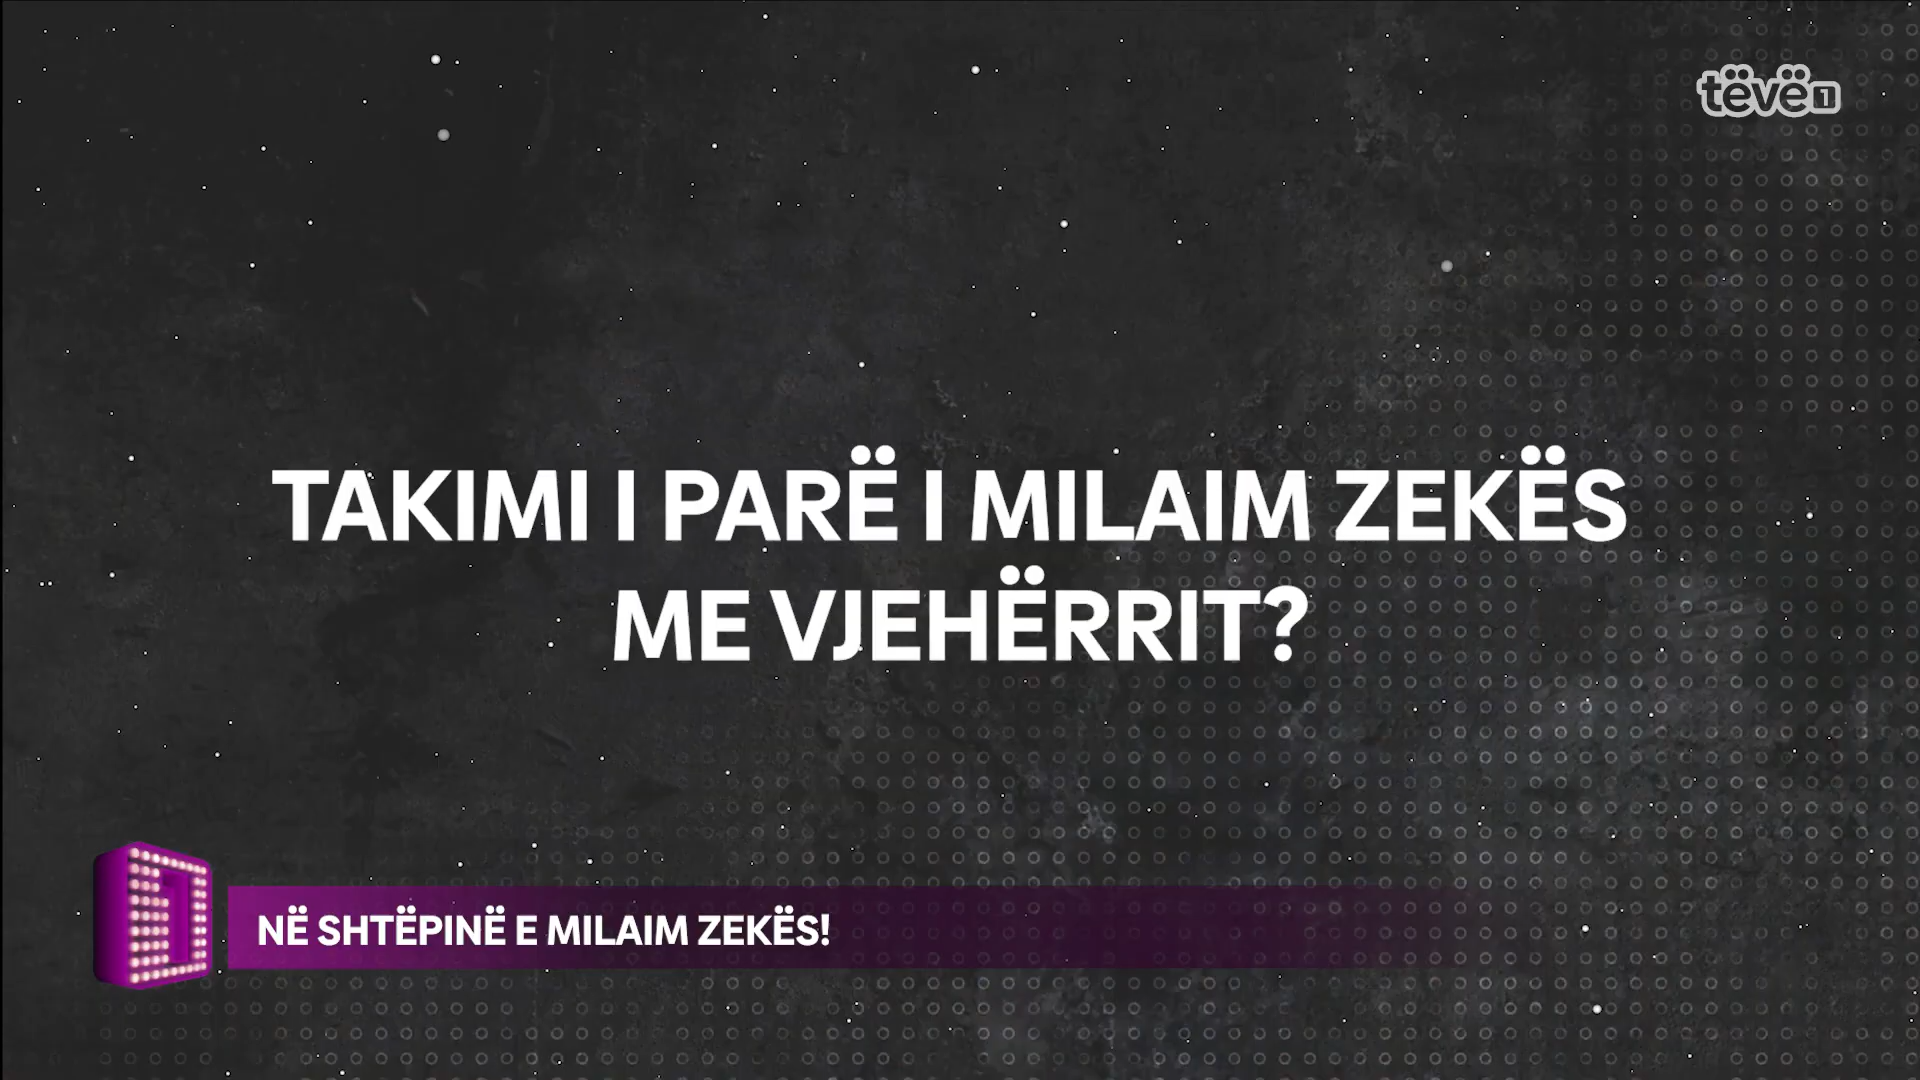 tëvë1
TAKIMI I PARË I MILAIM ZEKËS
ME VJEHËRRIT?
NË SHTËPINË E MILAIM ZEKËS!